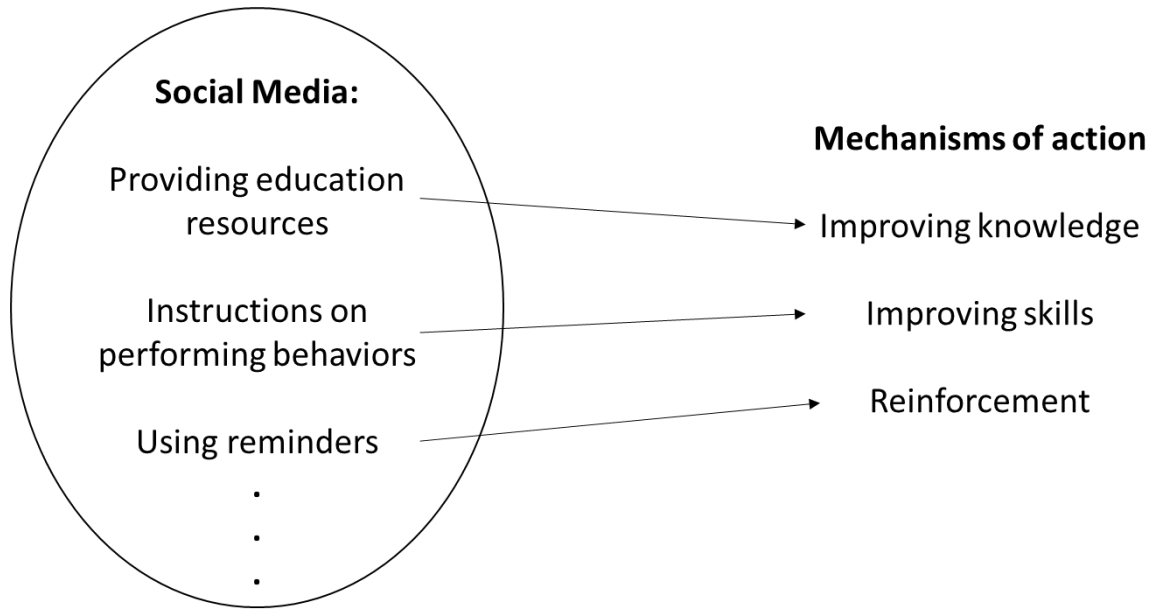 Social Media:
Providing education
resources
Instructions on
performing behaviors
Using reminders
.
.
.
Mechanisms of action
Improving knowledge
Improving skills
Reinforcement